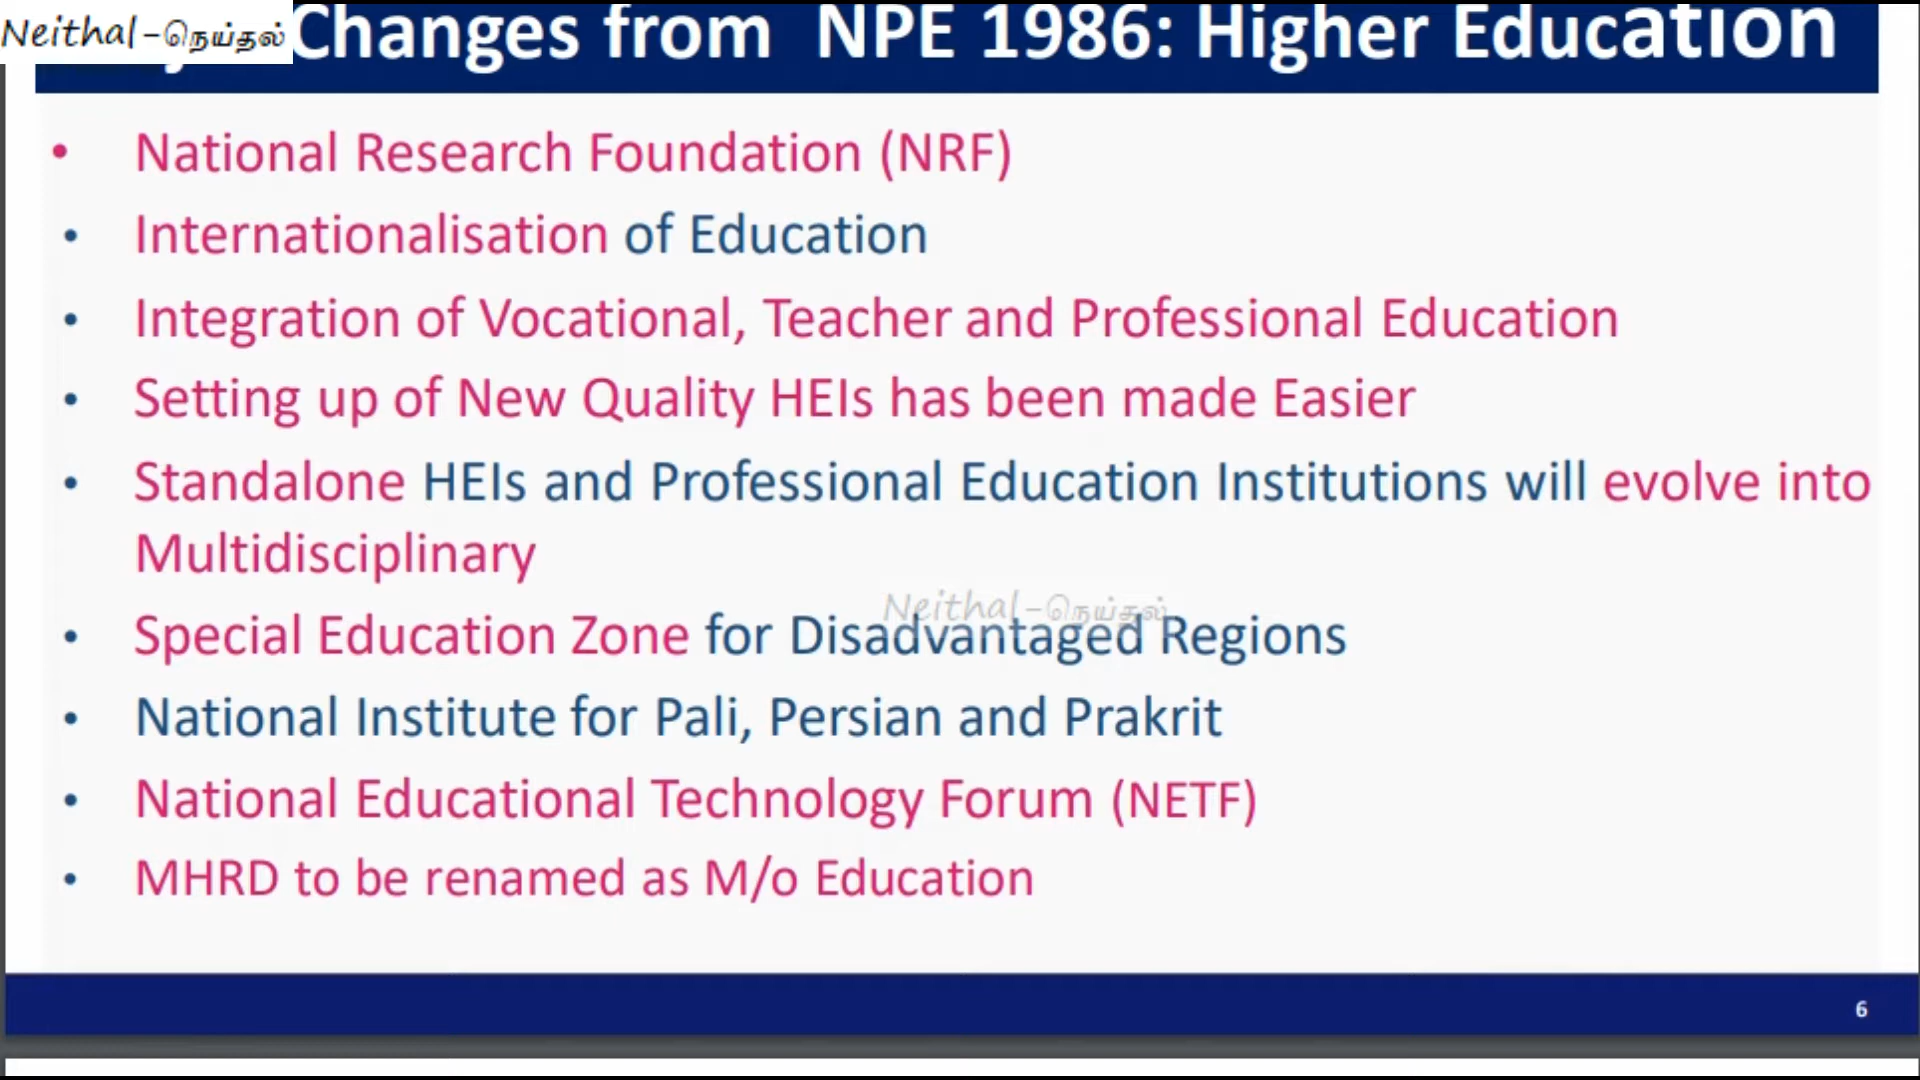 Neithal-நெய்தல்
Changes from NPE 1986: Higher Education
• National Research Foundation (NRF)
• Internationalisation of Education
• Integration of Vocational, Teacher and Professional Education
• Setting up of New Quality HEIs has been made Easier
• Standalone HEIs and Professional Education Institutions will evolve into
Multidisciplinary
Neithal-நெய்தல்
• Special Education Zone for Disadvantaged Regions
• National Institute for Pali, Persian and Prakrit
• National Educational Technology Forum (NETF)
• MHRD to be renamed as M/o Education
6